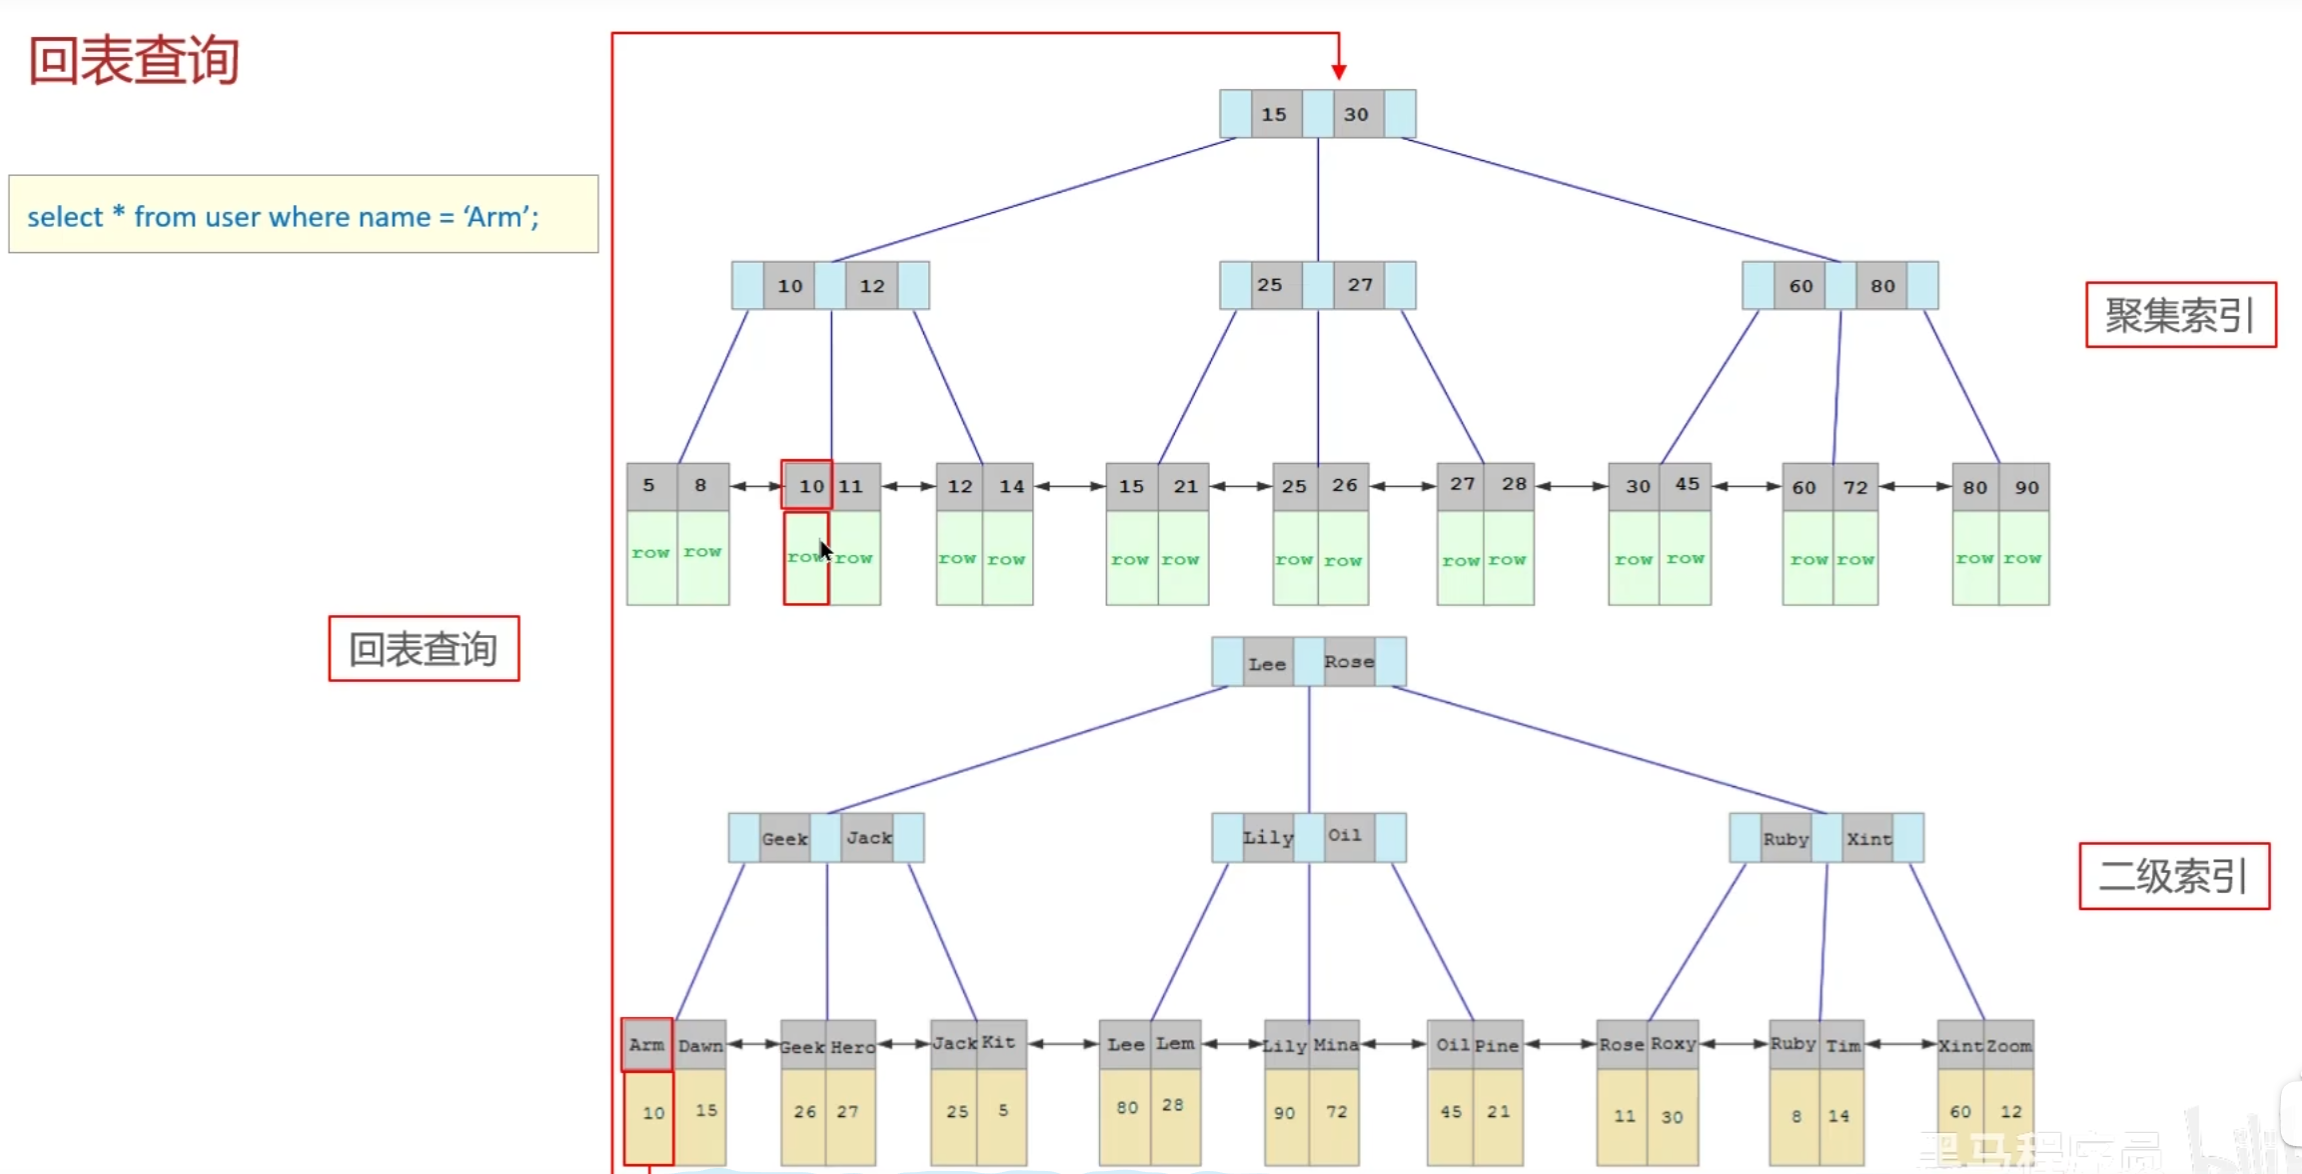 回表查询
select * from user where name = ‘Arm’;
15 30
10 12 25 27 60 80
聚集索引
5 8 10 11 12 14 15 21 25 26 27 28 30 45 60 72 80 90
row row row row row row row row row row row row row row row row row row
回表查询
Lee Rose
Geek Jack Lily Oil Ruby Xint
二级索引
Arm Dawn Geek Hero Jack Kit Lee Lem Lily Mina Oil Pine Rose Roxy Ruby Tim Xint Zoom
10 15 26 27 25 5 80 28 90 72 45 21 11 30 8 14 60 12
黑马程序员